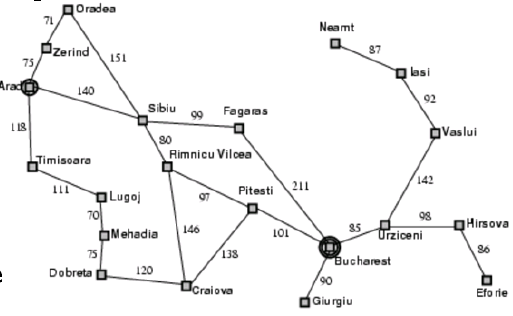 Oradea
Neamt
71
87
Zerind
151
75
Iasi
Arad
140
92
Sibiu
Fagaras
99
118
Vaslui
80
Timisoara
Rimnicu Vilcea
211
142
111
Lugoj
97
Pitesti
70
98
Hirsova
146
85
Mehadia
101
Urziceni
138
86
75
Bucharest
120
90
Dobreta
Craiova
Eforie
Giurgiu
e